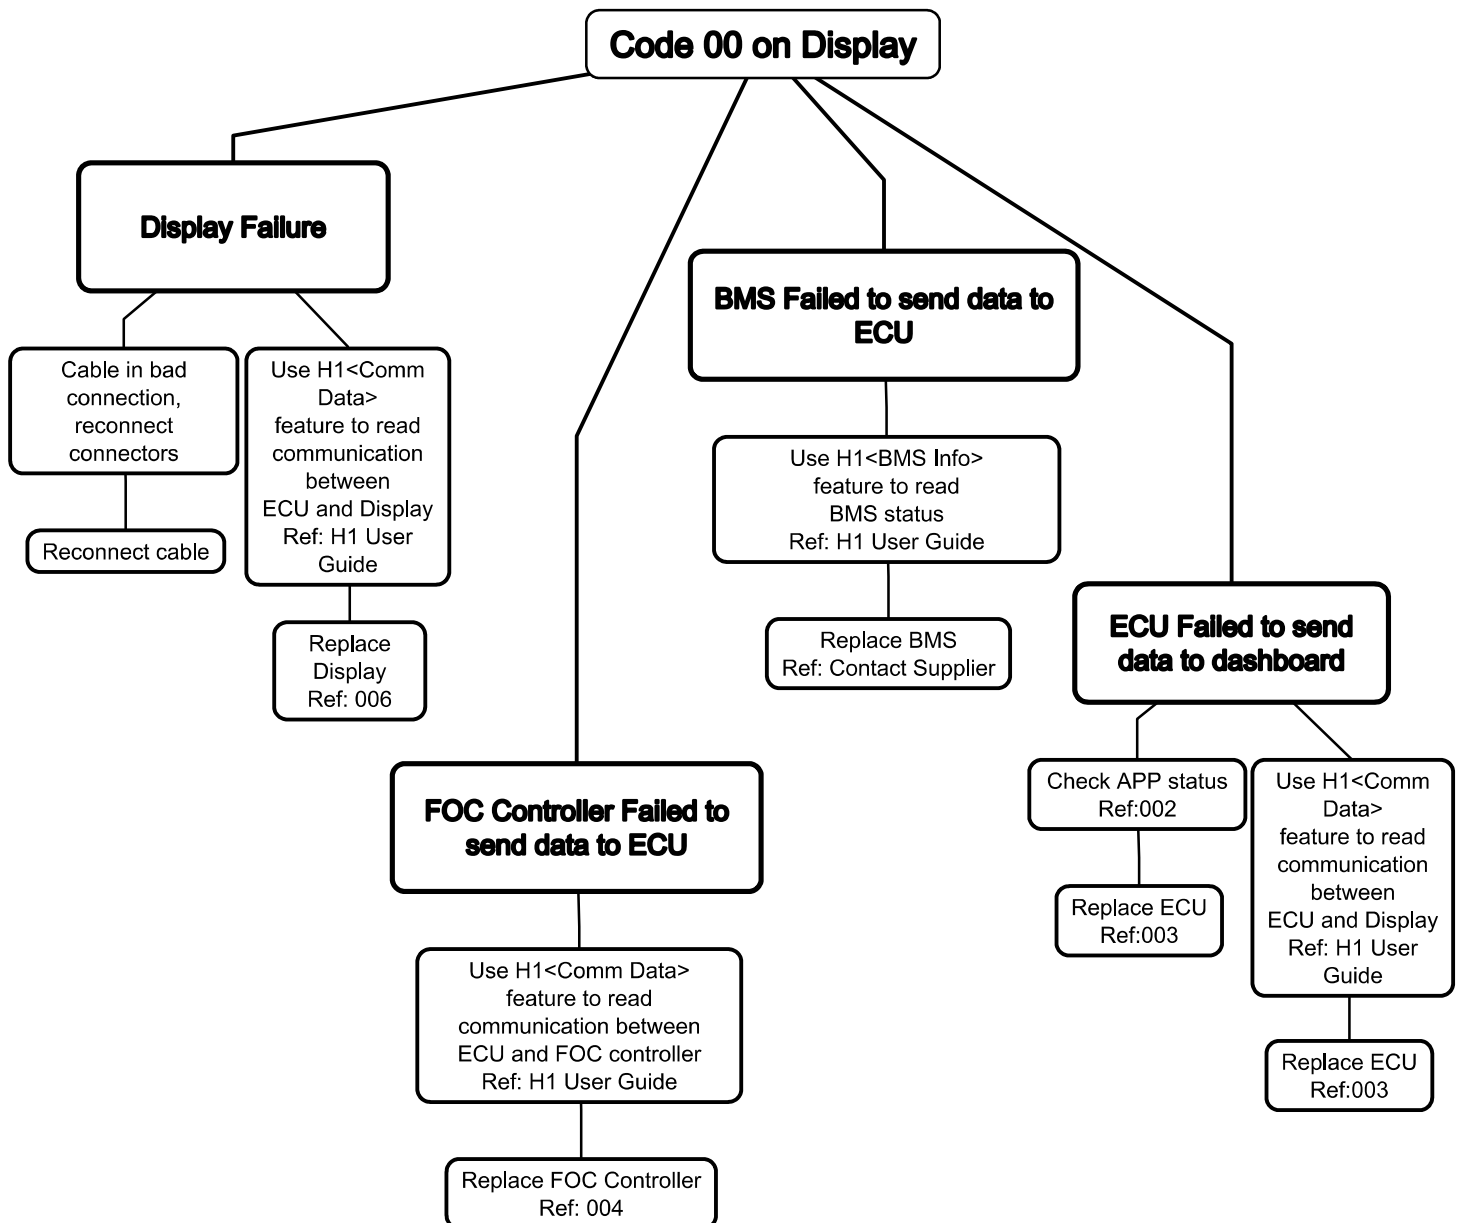 Code 00 on Display
Display Failure
Cable in bad
connection,
reconnect
connectors
Reconnect cable
Use H1<Comm
Data>
feature to read
communication
between
ECU and Display
Ref: H1 User
Guide
Replace
Display
Ref: 006
FOC Controller Failed to
send data to ECU
Use H1<Comm Data>
feature to read
communication between
ECU and FOC controller
Ref: H1 User Guide
Replace FOC Controller
Ref: 004
BMS Failed to send data to
ECU
Use H1<BMS Info>
feature to read
BMS status
Ref: H1 User Guide
Replace BMS
Ref: Contact Supplier
ECU Failed to send
data to dashboard
Check APP status
Ref:002
Replace ECU
Ref:003
Use H1<Comm
Data>
feature to read
communication
between
ECU and Display
Ref: H1 User
Guide
Replace ECU
Ref:003